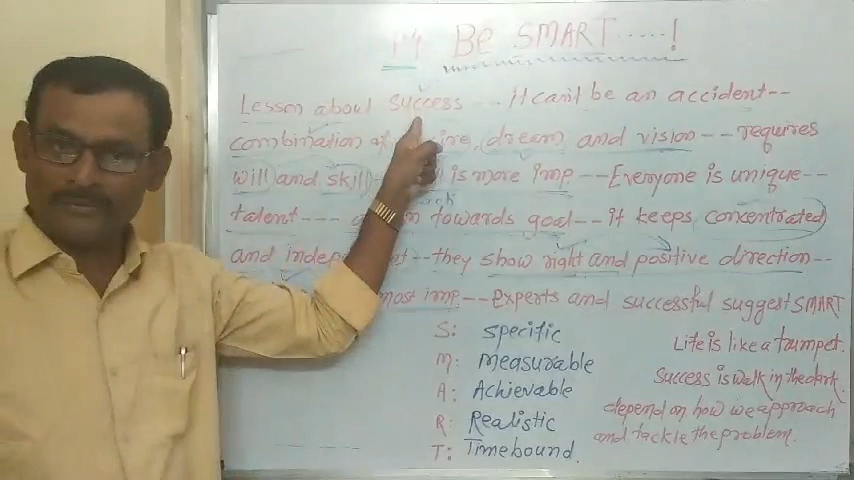 Be SMART.....!
Lesson about success --- it can't be an accident--
combination of dream and vision -- requires
will and skill is more imp -- Everyone is unique--
talent --- towards goal -- it keeps concentrated
and -- they show right and positive direction--
most imp -- experts and successful suggest SMART
S: specific
M: measurable
A: Achievable
R: Realistic
T: Timebound.
Life is like a trumpet.
Success is walk in the dark.
depend on how we approach
and tackle the problem.